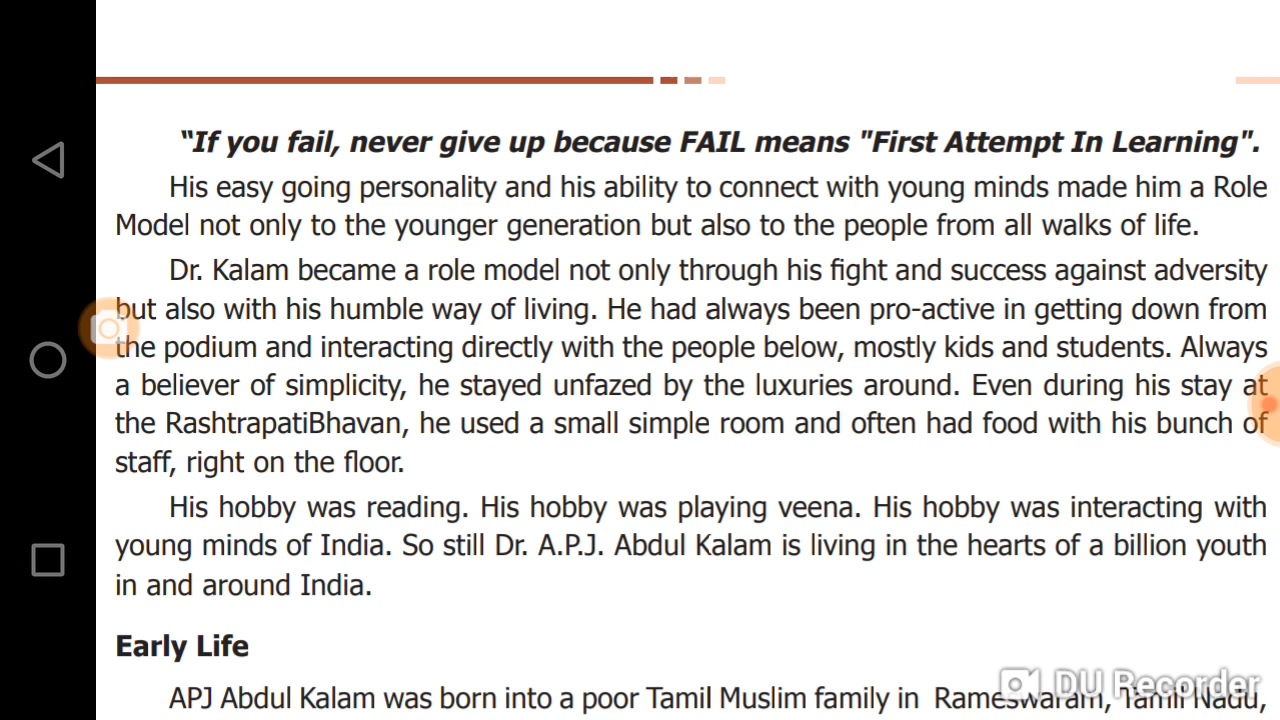 “If you fail, never give up because FAIL means "First Attempt In Learning".
His easy going personality and his ability to connect with young minds made him a Role
Model not only to the younger generation but also to the people from all walks of life.
Dr. Kalam became a role model not only through his fight and success against adversity
but also with his humble way of living. He had always been pro-active in getting down from
the podium and interacting directly with the people below, mostly kids and students. Always
a believer of simplicity, he stayed unfazed by the luxuries around. Even during his stay at
the RashtrapatiBhavan, he used a small simple room and often had food with his bunch of
staff, right on the floor.
His hobby was reading. His hobby was playing veena. His hobby was interacting with
young minds of India. So still Dr. A.P.J. Abdul Kalam is living in the hearts of a billion youth
in and around India.
Early Life
APJ Abdul Kalam was born into a poor Tamil Muslim family in Rameswaram, Tamil Nadu,
DU Recorder